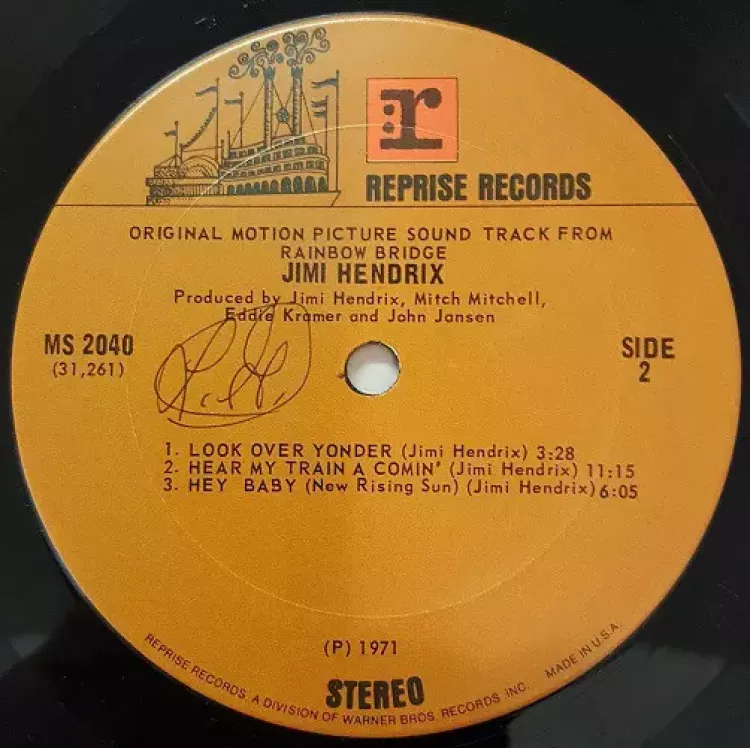 r
REPRISE RECORDS
ORIGINAL MOTION PICTURE SOUND TRACK FROM
RAINBOW BRIDGE
JIMI HENDRIX
Produced by Jimi Hendrix, Mitch Mitchell,
Eddie Kramer and John Jansen
MS 2040
(31,261)
SIDE
2
1. LOOK OVER YONDER (Jimi Hendrix) 3:28
2. HEAR MY TRAIN A COMIN' (Jimi Hendrix) 11:15
3. HEY BABY (New Rising Sun) (Jimi Hendrix) 6:05
(P) 1971
STEREO
REPRISE RECORDS, A DIVISION OF WARNER BROS. RECORDS INC. MADE IN U.S.A.